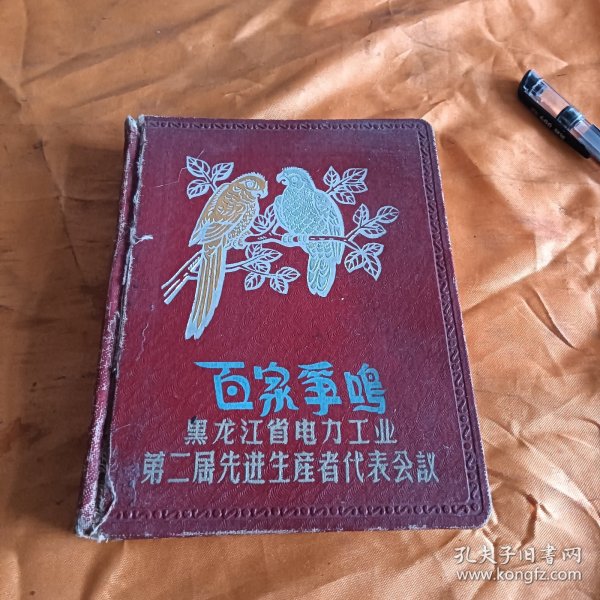 百家争鳴
黑龙江省电力工业
第二届先进生産者代表会议
孔夫子旧书网
www.kongfz.com